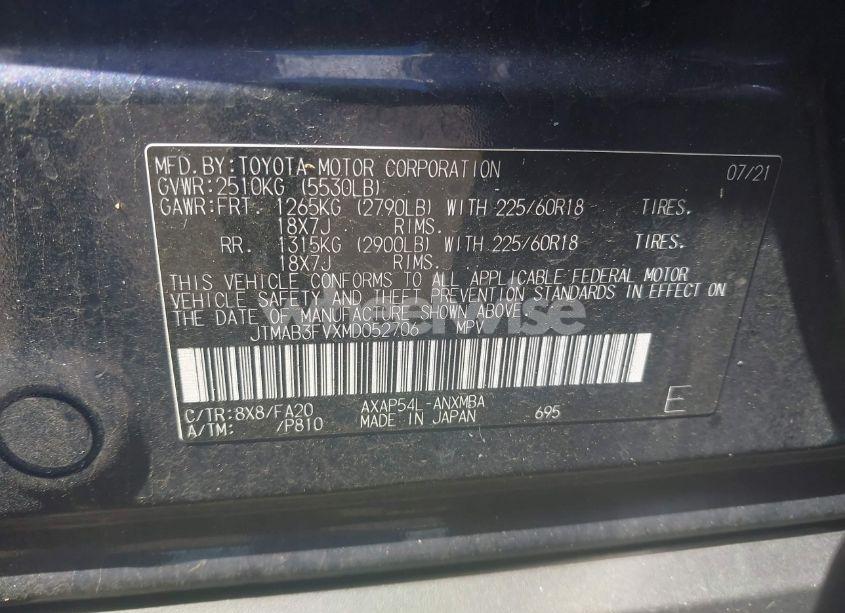 MFD.BY:TOYOTA MOTOR CORPORATION 07/21
GVWR:2510KG (5530LB)
GAWR:FRT. 1265KG (2790LB) WITH 225/60R18 TIRES.
18X7J RIMS.
RR. 1315KG (2900LB) WITH 225/60R18 TIRES.
18X7J RIMS.
THIS VEHICLE CONFORMS TO ALL APPLICABLE FEDERAL MOTOR
VEHICLE SAFETY AND THEFT PREVENTION STANDARDS IN EFFECT ON
THE DATE OF MANUFACTURE SHOWN ABOVE.
JTMAB3FVXMD052706 MPV
C/TR:8X8/FA20 AXAP54L-ANXMBA 695 E
A/TM: /P810 MADE IN JAPAN